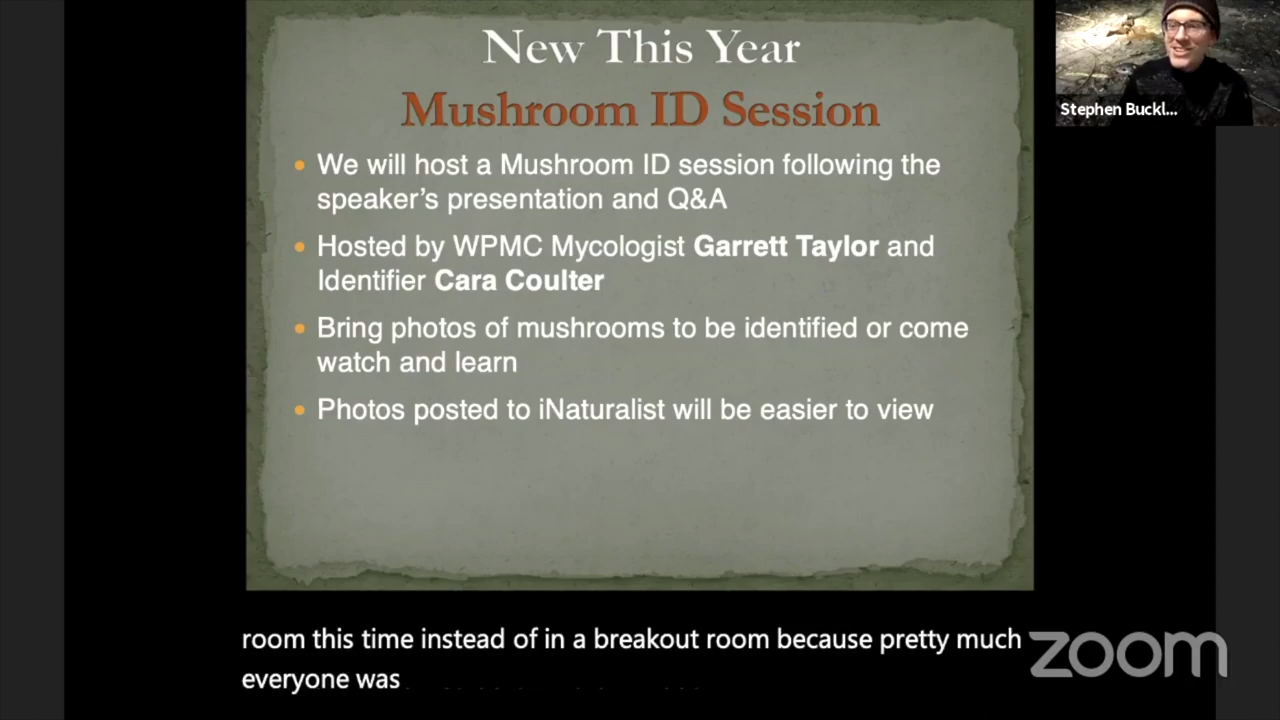 New This Year
Mushroom ID Session
• We will host a Mushroom ID session following the
speaker’s presentation and Q&A
• Hosted by WPMC Mycologist Garrett Taylor and
Identifier Cara Coulter
• Bring photos of mushrooms to be identified or come
watch and learn
• Photos posted to iNaturalist will be easier to view
Stephen Buckl...
room this time instead of in a breakout room because pretty much
everyone was
zoom